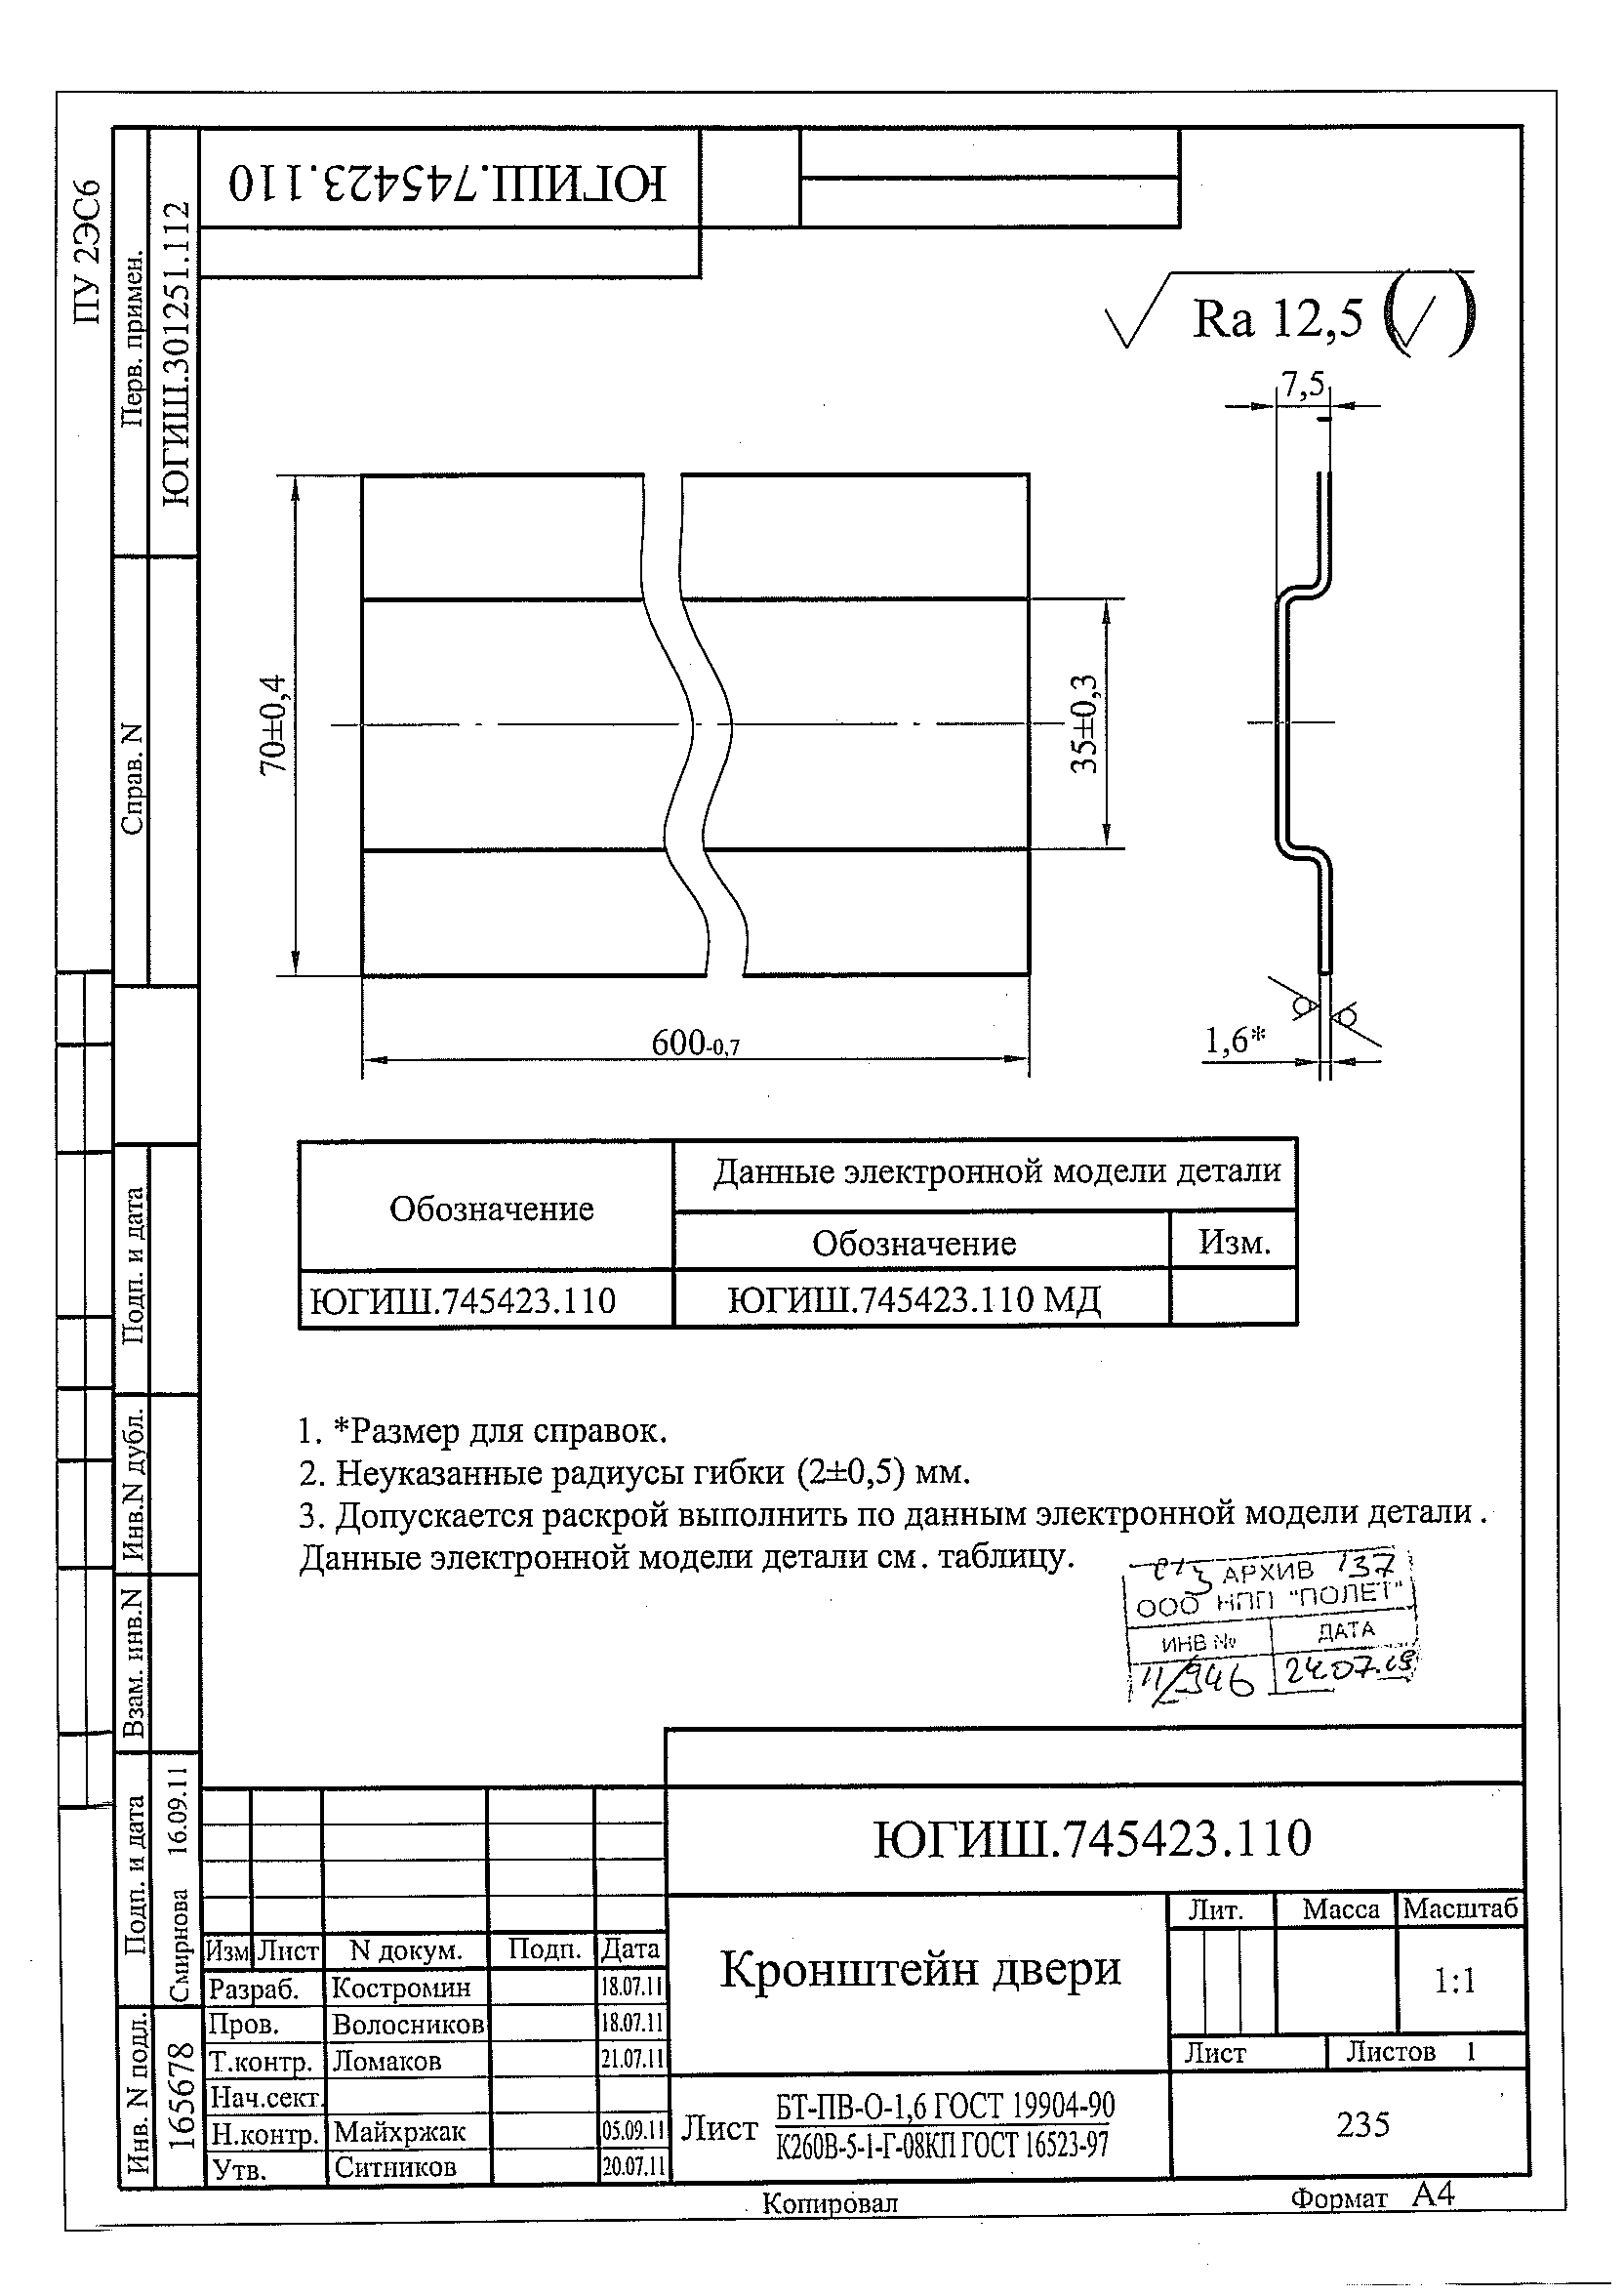 ПУ 2ЭС6
Перв. примен.
ЮГИШ.301251.112
Справ. N
Подп. и дата
Инв.N дубл.
Взам. инв.N
Подп. и дата
Смирнова 16.09.11
Инв. N подл.
165678
ЮГИШ.745423.110
Ra 12,5
7,5
70±0,4
35±0,3
600-0,7
1,6*
Данные электронной модели детали
Обозначение
Обозначение Изм.
ЮГИШ.745423.110 ЮГИШ.745423.110 МД
1. *Размер для справок.
2. Неуказанные радиусы гибки (2±0,5) мм.
3. Допускается раскрой выполнить по данным электронной модели детали .
Данные электронной модели детали см. таблицу.
АРХИВ 137
ООО НПП "ПОЛЕТ"
ИНВ № ДАТА
11/946 24.07.
ЮГИШ.745423.110
Изм Лист N докум. Подп. Дата
Разраб. Костромин 18.07.11
Пров. Волосников 18.07.11
Т.контр. Ломаков 21.07.11
Нач.сект.
Н.контр. Майхржак 05.09.11
Утв. Ситников 20.07.11
Кронштейн двери
Лит. Масса Масштаб
1:1
Лист Листов 1
Лист БТ-ПВ-О-1,6 ГОСТ 19904-90
К260В-5-1-Г-08КП ГОСТ 16523-97
235
Копировал
Формат А4